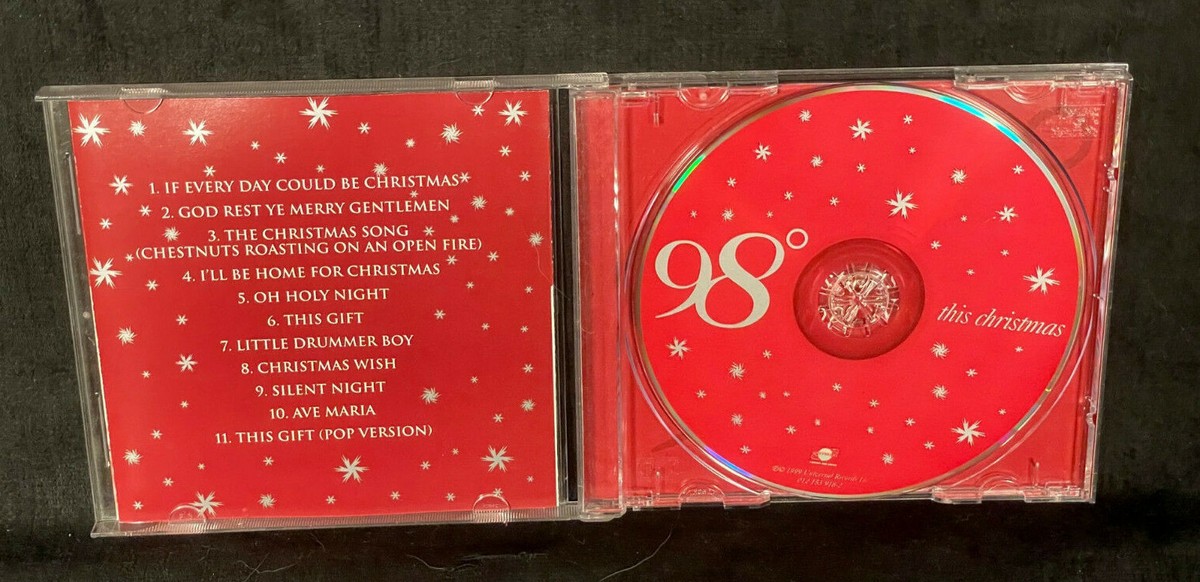 1. IF EVERY DAY COULD BE CHRISTMAS
2. GOD REST YE MERRY GENTLEMEN
3. THE CHRISTMAS SONG
(CHESTNUTS ROASTING ON AN OPEN FIRE)
4. I'LL BE HOME FOR CHRISTMAS
5. OH HOLY NIGHT
6. THIS GIFT
7. LITTLE DRUMMER BOY
8. CHRISTMAS WISH
9. SILENT NIGHT
10. AVE MARIA
11. THIS GIFT (POP VERSION)
98°
this christmas
℗© 1999 Universal Records